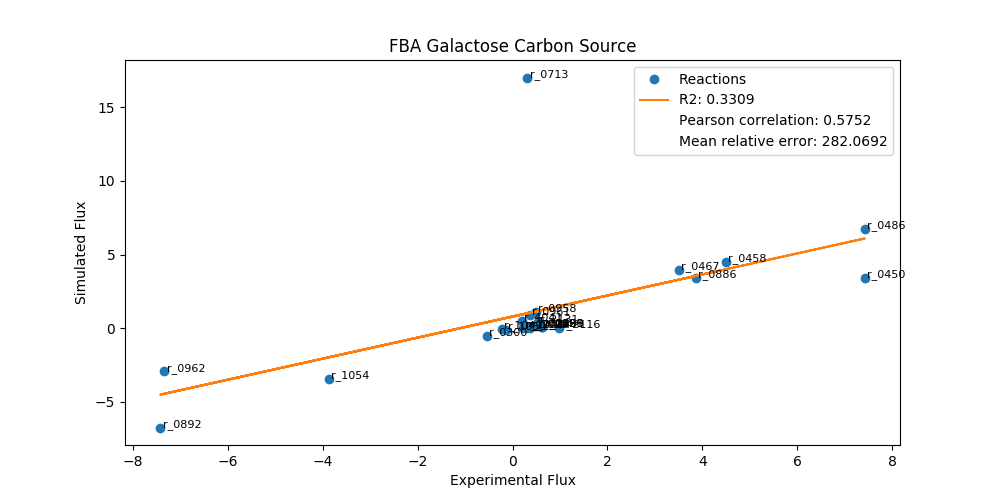 FBA Galactose Carbon Source
r_0713
Reactions
R2: 0.3309
Pearson correlation: 0.5752
Mean relative error: 282.0692
15
10
5
0
−5
Simulated Flux
r_0486
r_0458
r_0467
r_0886
r_0450
r_0958
r_0300
r_0962
r_1054
r_0892
−8
−6
−4
−2
0
2
4
6
8
Experimental Flux